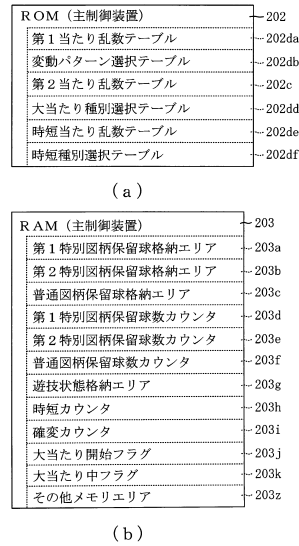 ROM（主制御装置） 202
第１当たり乱数テーブル 202da
変動パターン選択テーブル 202db
第２当たり乱数テーブル 202c
大当たり種別選択テーブル 202dd
時短当たり乱数テーブル 202de
時短種別選択テーブル 202df
（a）
RAM（主制御装置） 203
第１特別図柄保留球格納エリア 203a
第２特別図柄保留球格納エリア 203b
普通図柄保留球格納エリア 203c
第１特別図柄保留球数カウンタ 203d
第２特別図柄保留球数カウンタ 203e
普通図柄保留球数カウンタ 203f
遊技状態格納エリア 203g
時短カウンタ 203h
確変カウンタ 203i
大当たり開始フラグ 203j
大当たり中フラグ 203k
その他メモリエリア 203z
（b）